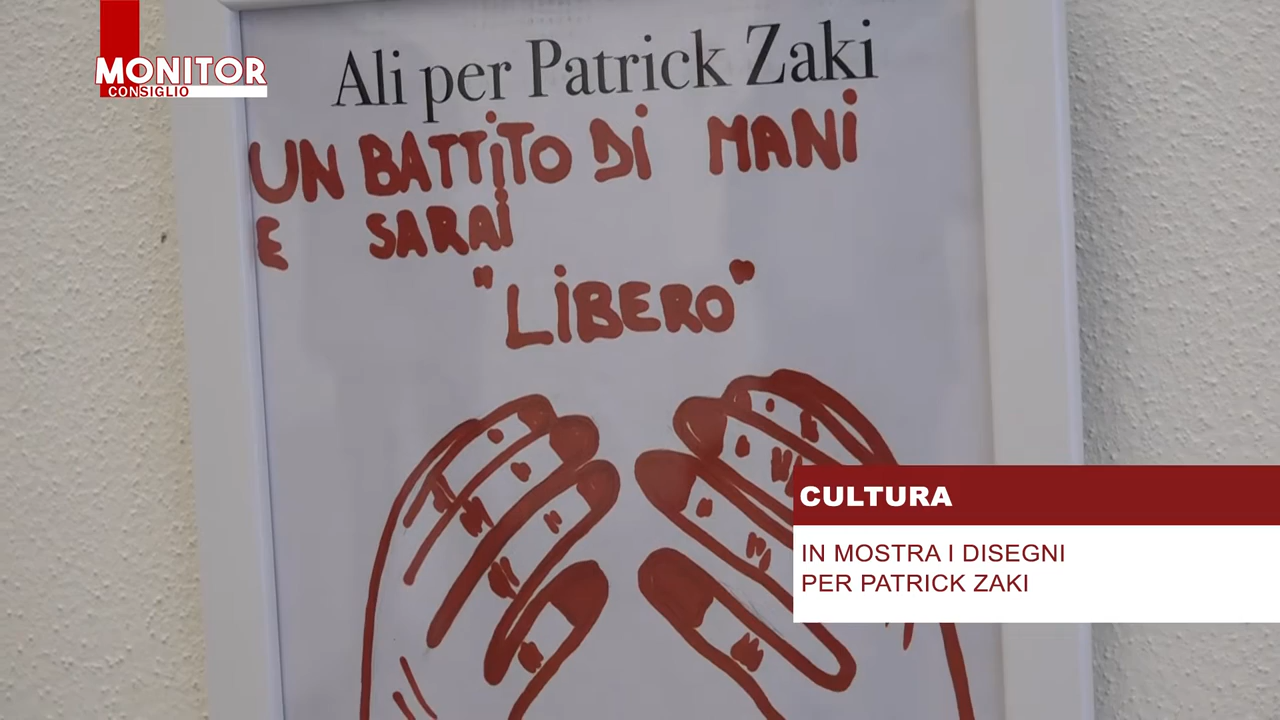 MONITOR
CONSIGLIO
Ali per Patrick Zaki
UN BATTiTO Di MANi
E SARAi
"LiBERO"
CULTURA
IN MOSTRA I DISEGNI
PER PATRICK ZAKI